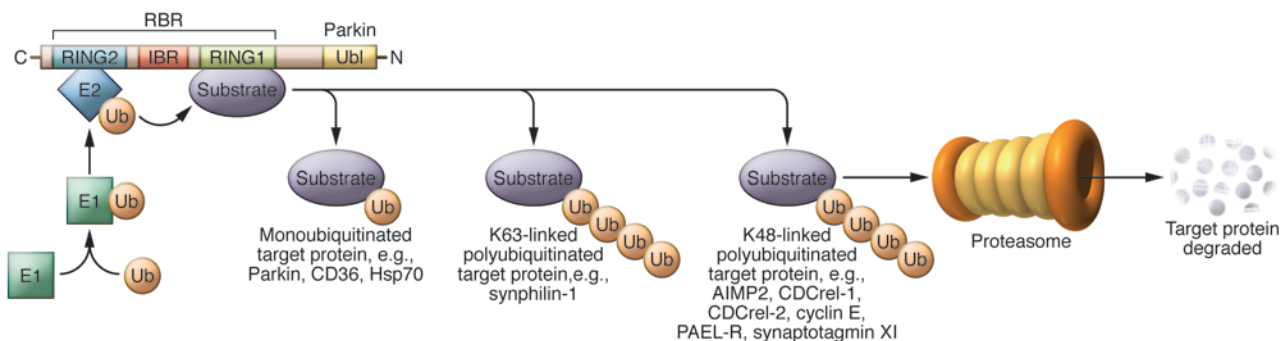 RBR
Parkin
C
RING2
IBR
RING1
Ubl
N
E2
Ub
Substrate
E1
Ub
E1
Ub
Substrate
Ub
Monoubiquitinated
target protein, e.g.,
Parkin, CD36, Hsp70
Substrate
Ub
Ub
Ub
Ub
K63-linked
polyubiquitinated
target protein,e.g.,
synphilin-1
Substrate
Ub
Ub
Ub
Ub
K48-linked
polyubiquitinated
target protein, e.g.,
AIMP2, CDCrel-1,
CDCrel-2, cyclin E,
PAEL-R, synaptotagmin XI
Proteasome
Target protein
degraded